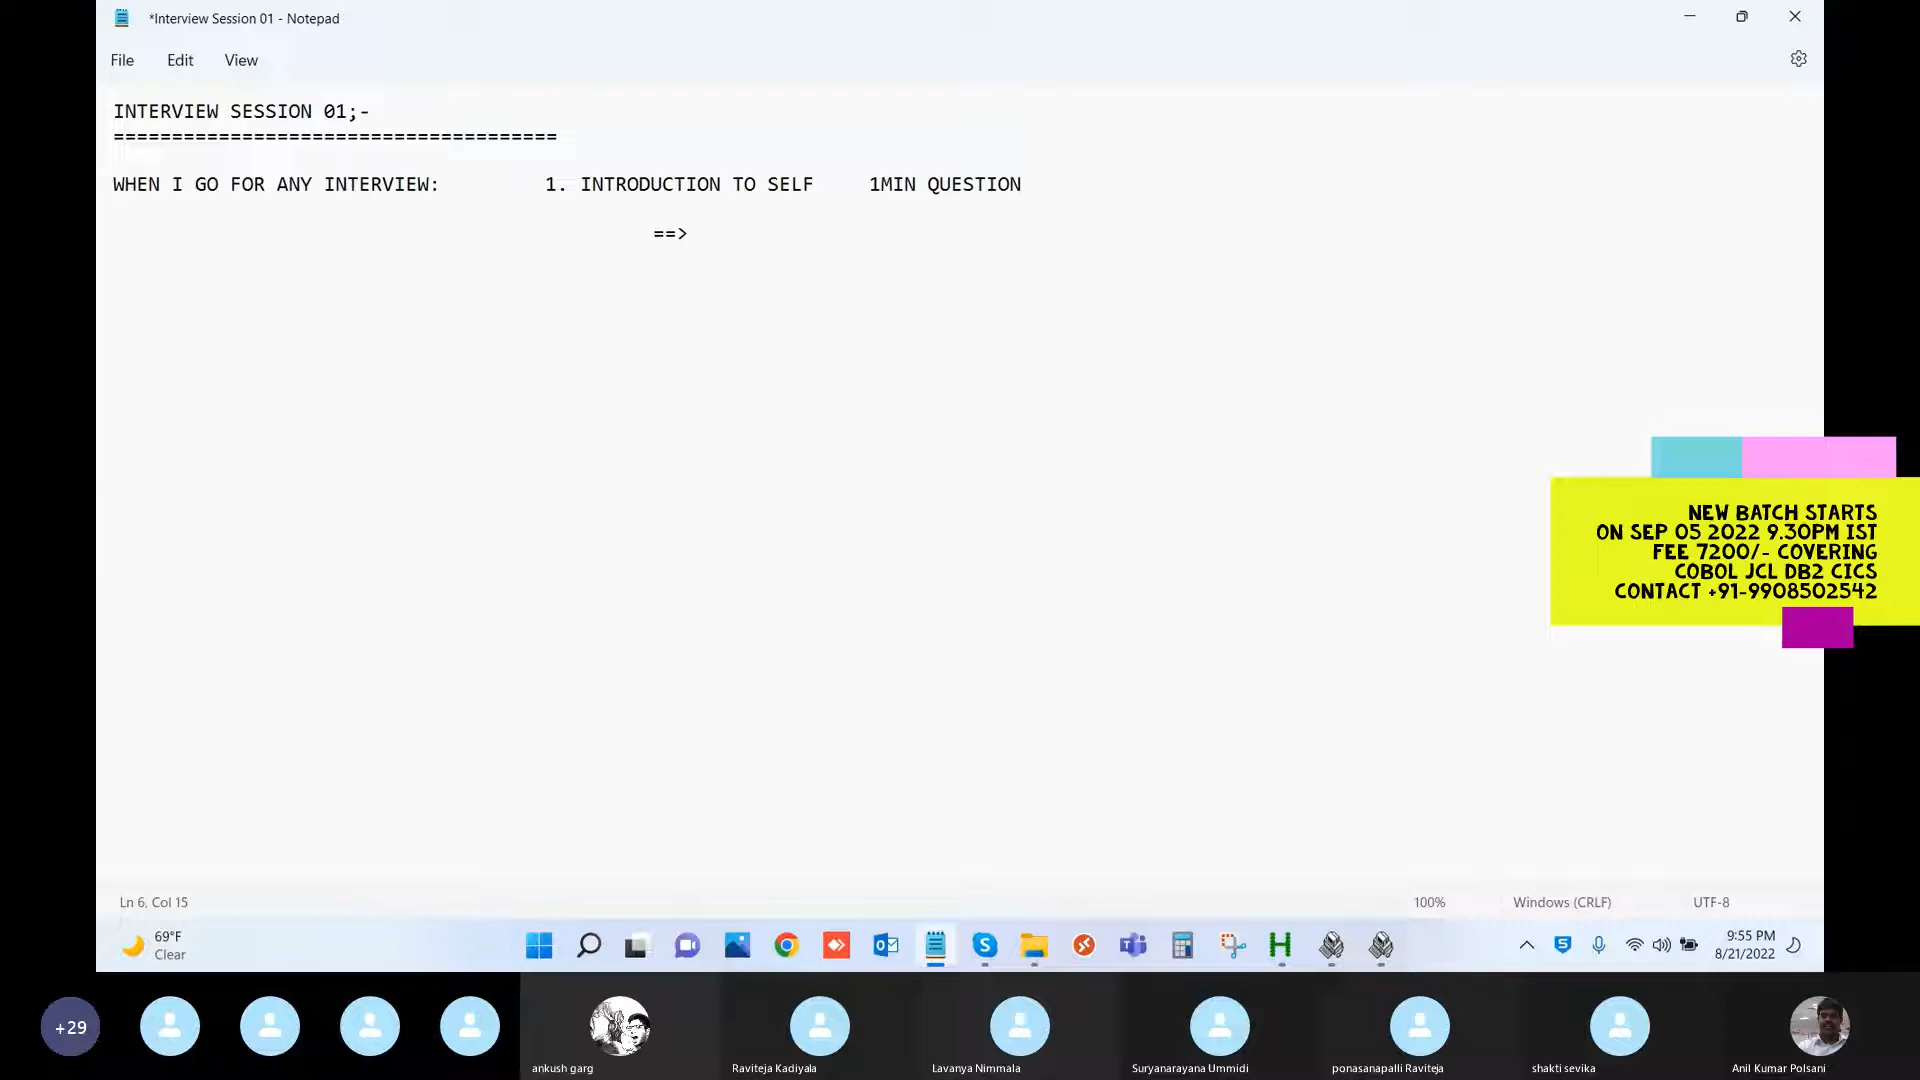 *Interview Session 01 - Notepad
File Edit View
INTERVIEW SESSION 01;-
======================================
WHEN I GO FOR ANY INTERVIEW: 1. INTRODUCTION TO SELF 1MIN QUESTION
==>
NEW BATCH STARTS
ON SEP 05 2022 9.30PM IST
FEE 7200/- COVERING
COBOL JCL DB2 CICS
CONTACT +91-9908502542
Ln 6, Col 15 100% Windows (CRLF) UTF-8
69°F
Clear
9:55 PM
8/21/2022
+29
ankush garg
Raviteja Kadiyala
Lavanya Nimmala
Suryanarayana Ummidi
ponasanapalli Raviteja
shakti sevika
Anil Kumar Polsani